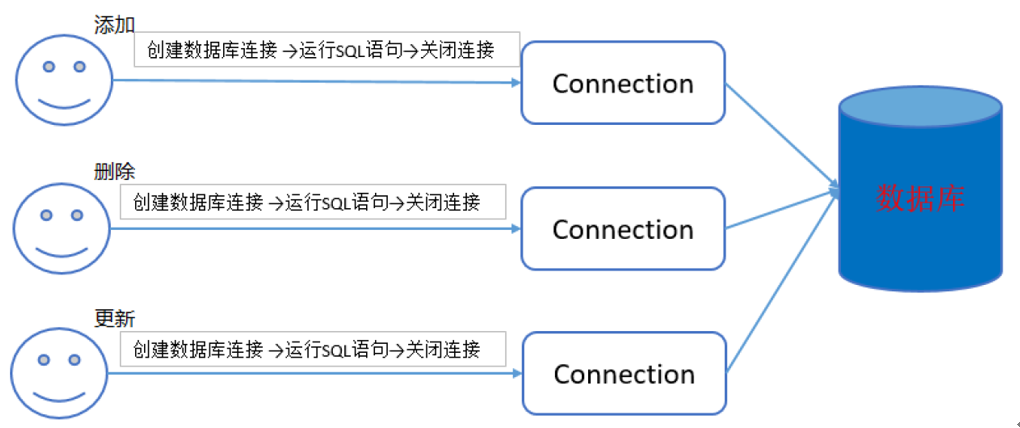 添加
创建数据库连接 →运行SQL语句→关闭连接
Connection
删除
创建数据库连接 →运行SQL语句→关闭连接
Connection
数据库
更新
创建数据库连接 →运行SQL语句→关闭连接
Connection